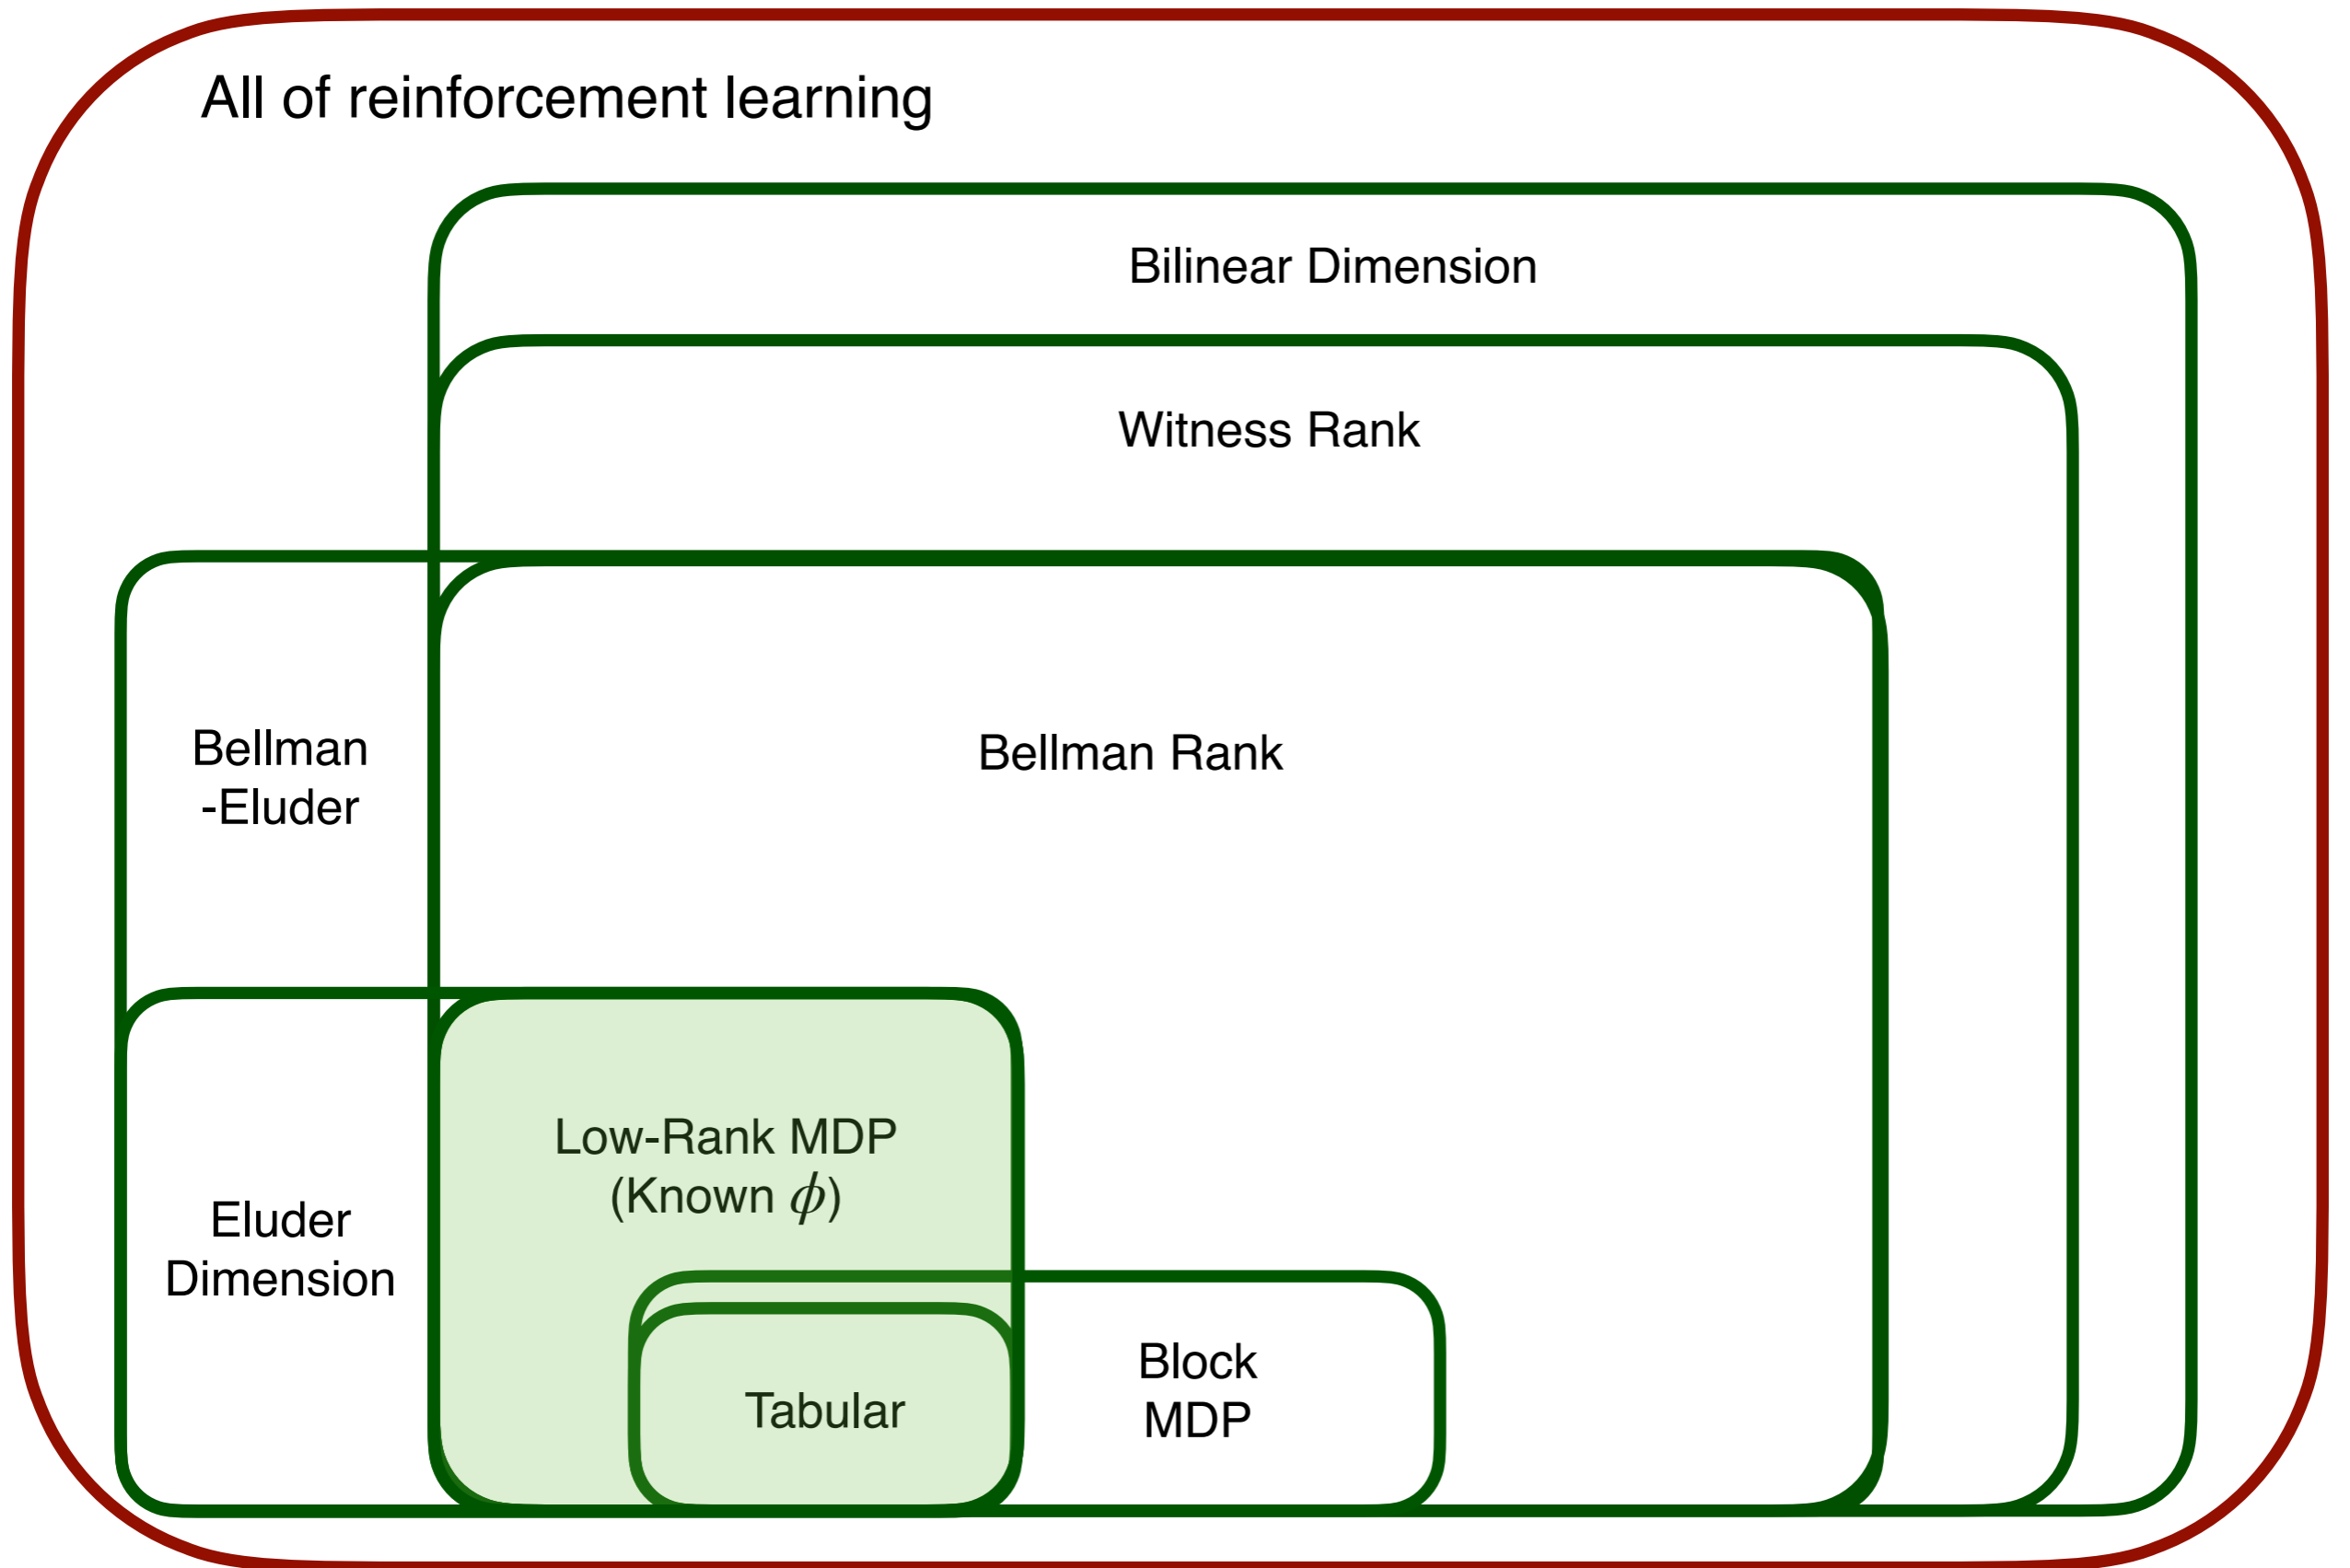 All of reinforcement learning
Bilinear Dimension
Witness Rank
Bellman
-Eluder
Bellman Rank
Low-Rank MDP
(Known ϕ)
Eluder
Dimension
Block
MDP
Tabular